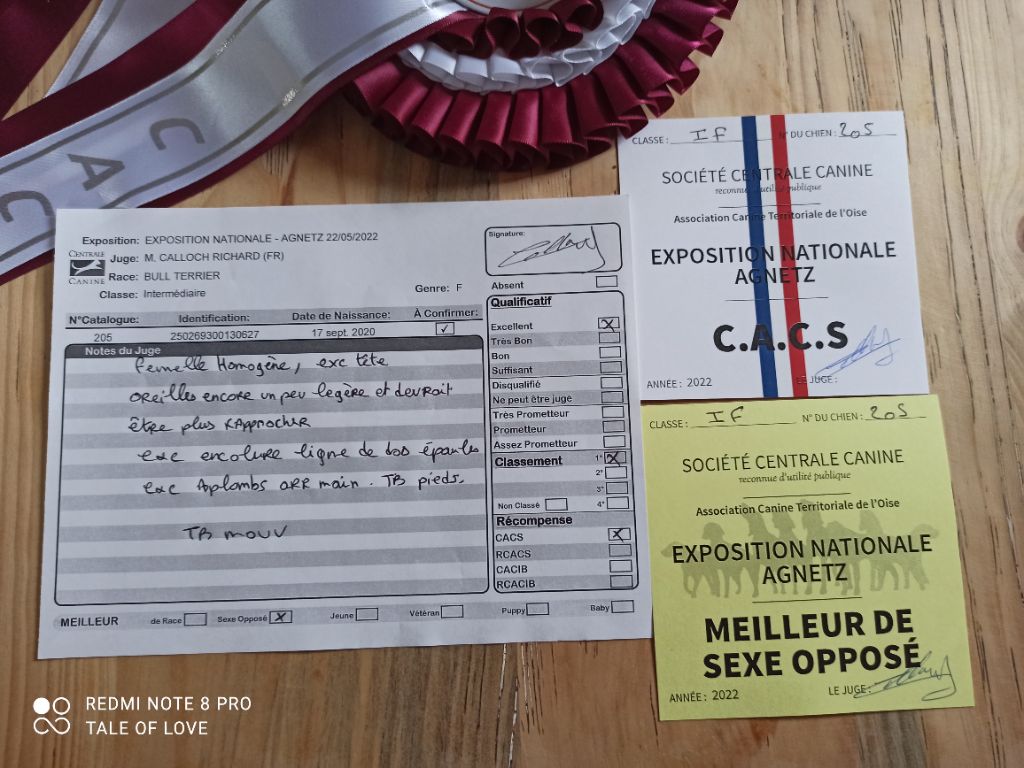 CAC
CLASSE : IF N° DU CHIEN : 205
SOCIÉTÉ CENTRALE CANINE
reconnue d'utilité publique
Association Canine Territoriale de l'Oise
EXPOSITION NATIONALE
AGNETZ
C.A.C.S
ANNÉE : 2022 LE JUGE :
Exposition: EXPOSITION NATIONALE - AGNETZ 22/05/2022
CENTRALE
CANINE
Juge: M. CALLOCH RICHARD (FR)
Race: BULL TERRIER
Classe: Intermédiaire
Genre: F
N°Catalogue: Identification: Date de Naissance: À Confirmer:
205 250269300130627 17 sept. 2020 ✓
Notes du Juge
femelle Homogène, exc tête
OREILLES encore un peu legère et devrait
être plus RAPProcheR
exc encolure ligne de dos épaules
exc Aplombs ARR main. TB pieds.
TB mouv
Signature:
Absent
Qualificatif
Excellent X
Très Bon
Bon
Suffisant
Disqualifié
Ne peut être jugé
Très Prometteur
Prometteur
Assez Prometteur
Classement 1° X
2°
3°
Non Classé 4°
Récompense
CACS X
RCACS
CACIB
RCACIB
MEILLEUR de Race Sexe Opposé X Jeune Vétéran Puppy Baby
CLASSE : IF N° DU CHIEN : 205
SOCIÉTÉ CENTRALE CANINE
reconnue d'utilité publique
Association Canine Territoriale de l'Oise
EXPOSITION NATIONALE
AGNETZ
MEILLEUR DE
SEXE OPPOSÉ
ANNÉE : 2022 LE JUGE :
REDMI NOTE 8 PRO
TALE OF LOVE